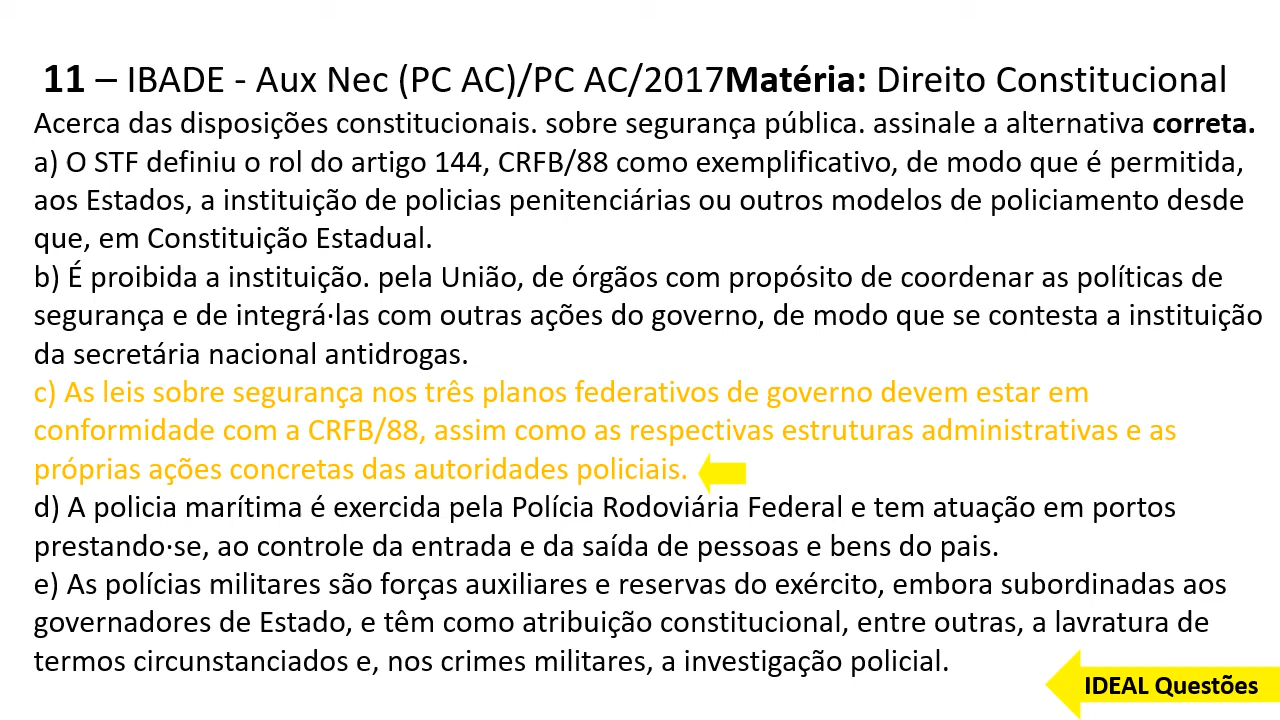 11 – IBADE - Aux Nec (PC AC)/PC AC/2017Matéria: Direito Constitucional
Acerca das disposições constitucionais. sobre segurança pública. assinale a alternativa correta.
a) O STF definiu o rol do artigo 144, CRFB/88 como exemplificativo, de modo que é permitida,
aos Estados, a instituição de policias penitenciárias ou outros modelos de policiamento desde
que, em Constituição Estadual.
b) É proibida a instituição. pela União, de órgãos com propósito de coordenar as políticas de
segurança e de integrá·las com outras ações do governo, de modo que se contesta a instituição
da secretária nacional antidrogas.
c) As leis sobre segurança nos três planos federativos de governo devem estar em
conformidade com a CRFB/88, assim como as respectivas estruturas administrativas e as
próprias ações concretas das autoridades policiais.
d) A policia marítima é exercida pela Polícia Rodoviária Federal e tem atuação em portos
prestando·se, ao controle da entrada e da saída de pessoas e bens do pais.
e) As polícias militares são forças auxiliares e reservas do exército, embora subordinadas aos
governadores de Estado, e têm como atribuição constitucional, entre outras, a lavratura de
termos circunstanciados e, nos crimes militares, a investigação policial.
IDEAL Questões